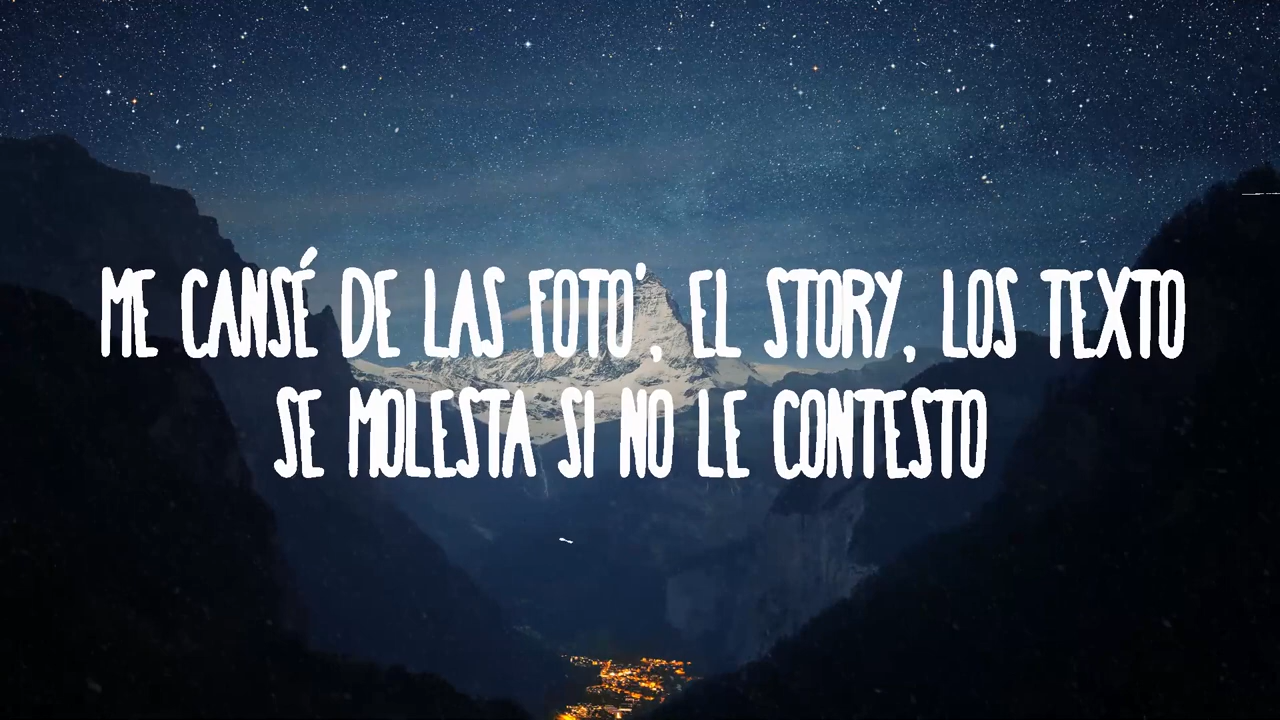 ME CANSÉ DE LAS FOTO', EL STORY, LOS TEXTO
SE MOLESTA SI NO LE CONTESTO